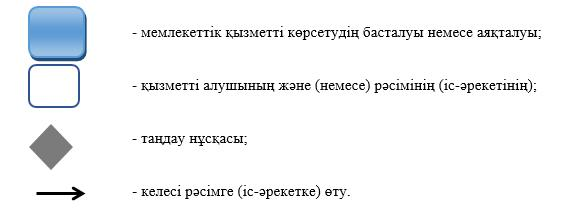 - мемлекеттік қызметті көрсетудің басталуы немесе аяқталуы;
- қызметті алушының және (немесе) рәсімінің (іс-әрекетінің);
- таңдау нұсқасы;
- келесі рәсімге (іс-әрекетке) өту.